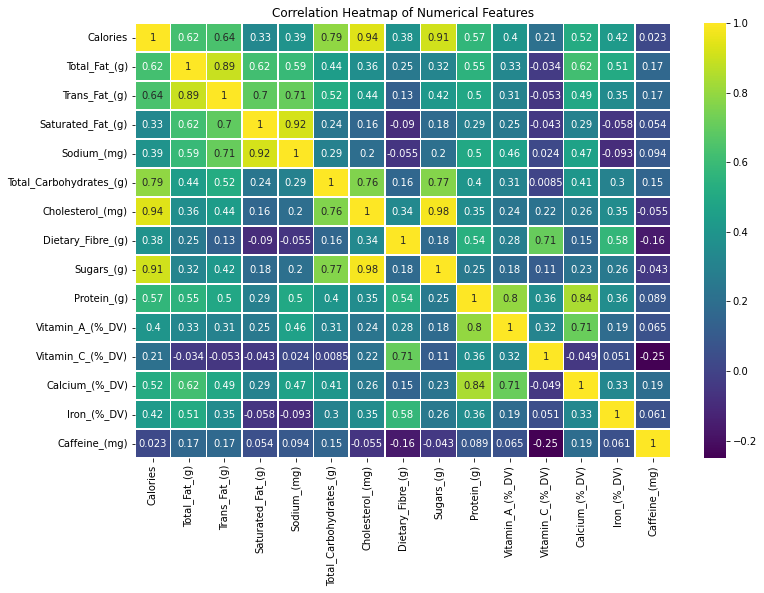 Correlation Heatmap of Numerical Features
Calories 1 0.62 0.64 0.33 0.39 0.79 0.94 0.38 0.91 0.57 0.4 0.21 0.52 0.42 0.023
Total_Fat_(g) 0.62 1 0.89 0.62 0.59 0.44 0.36 0.25 0.32 0.55 0.33 -0.034 0.62 0.51 0.17
Trans_Fat_(g) 0.64 0.89 1 0.7 0.71 0.52 0.44 0.13 0.42 0.5 0.31 -0.053 0.49 0.35 0.17
Saturated_Fat_(g) 0.33 0.62 0.7 1 0.92 0.24 0.16 -0.09 0.18 0.29 0.25 -0.043 0.29 -0.058 0.054
Sodium_(mg) 0.39 0.59 0.71 0.92 1 0.29 0.2 -0.055 0.2 0.5 0.46 0.024 0.47 -0.093 0.094
Total_Carbohydrates_(g) 0.79 0.44 0.52 0.24 0.29 1 0.76 0.16 0.77 0.4 0.31 0.0085 0.41 0.3 0.15
Cholesterol_(mg) 0.94 0.36 0.44 0.16 0.2 0.76 1 0.34 0.98 0.35 0.24 0.22 0.26 0.35 -0.055
Dietary_Fibre_(g) 0.38 0.25 0.13 -0.09 -0.055 0.16 0.34 1 0.18 0.54 0.28 0.71 0.15 0.58 -0.16
Sugars_(g) 0.91 0.32 0.42 0.18 0.2 0.77 0.98 0.18 1 0.25 0.18 0.11 0.23 0.26 -0.043
Protein_(g) 0.57 0.55 0.5 0.29 0.5 0.4 0.35 0.54 0.25 1 0.8 0.36 0.84 0.36 0.089
Vitamin_A_(%_DV) 0.4 0.33 0.31 0.25 0.46 0.31 0.24 0.28 0.18 0.8 1 0.32 0.71 0.19 0.065
Vitamin_C_(%_DV) 0.21 -0.034 -0.053 -0.043 0.024 0.0085 0.22 0.71 0.11 0.36 0.32 1 -0.049 0.051 -0.25
Calcium_(%_DV) 0.52 0.62 0.49 0.29 0.47 0.41 0.26 0.15 0.23 0.84 0.71 -0.049 1 0.33 0.19
Iron_(%_DV) 0.42 0.51 0.35 -0.058 -0.093 0.3 0.35 0.58 0.26 0.36 0.19 0.051 0.33 1 0.061
Caffeine_(mg) 0.023 0.17 0.17 0.054 0.094 0.15 -0.055 -0.16 -0.043 0.089 0.065 -0.25 0.19 0.061 1
Calories
Total_Fat_(g)
Trans_Fat_(g)
Saturated_Fat_(g)
Sodium_(mg)
Total_Carbohydrates_(g)
Cholesterol_(mg)
Dietary_Fibre_(g)
Sugars_(g)
Protein_(g)
Vitamin_A_(%_DV)
Vitamin_C_(%_DV)
Calcium_(%_DV)
Iron_(%_DV)
Caffeine_(mg)
1.0
0.8
0.6
0.4
0.2
0.0
−0.2